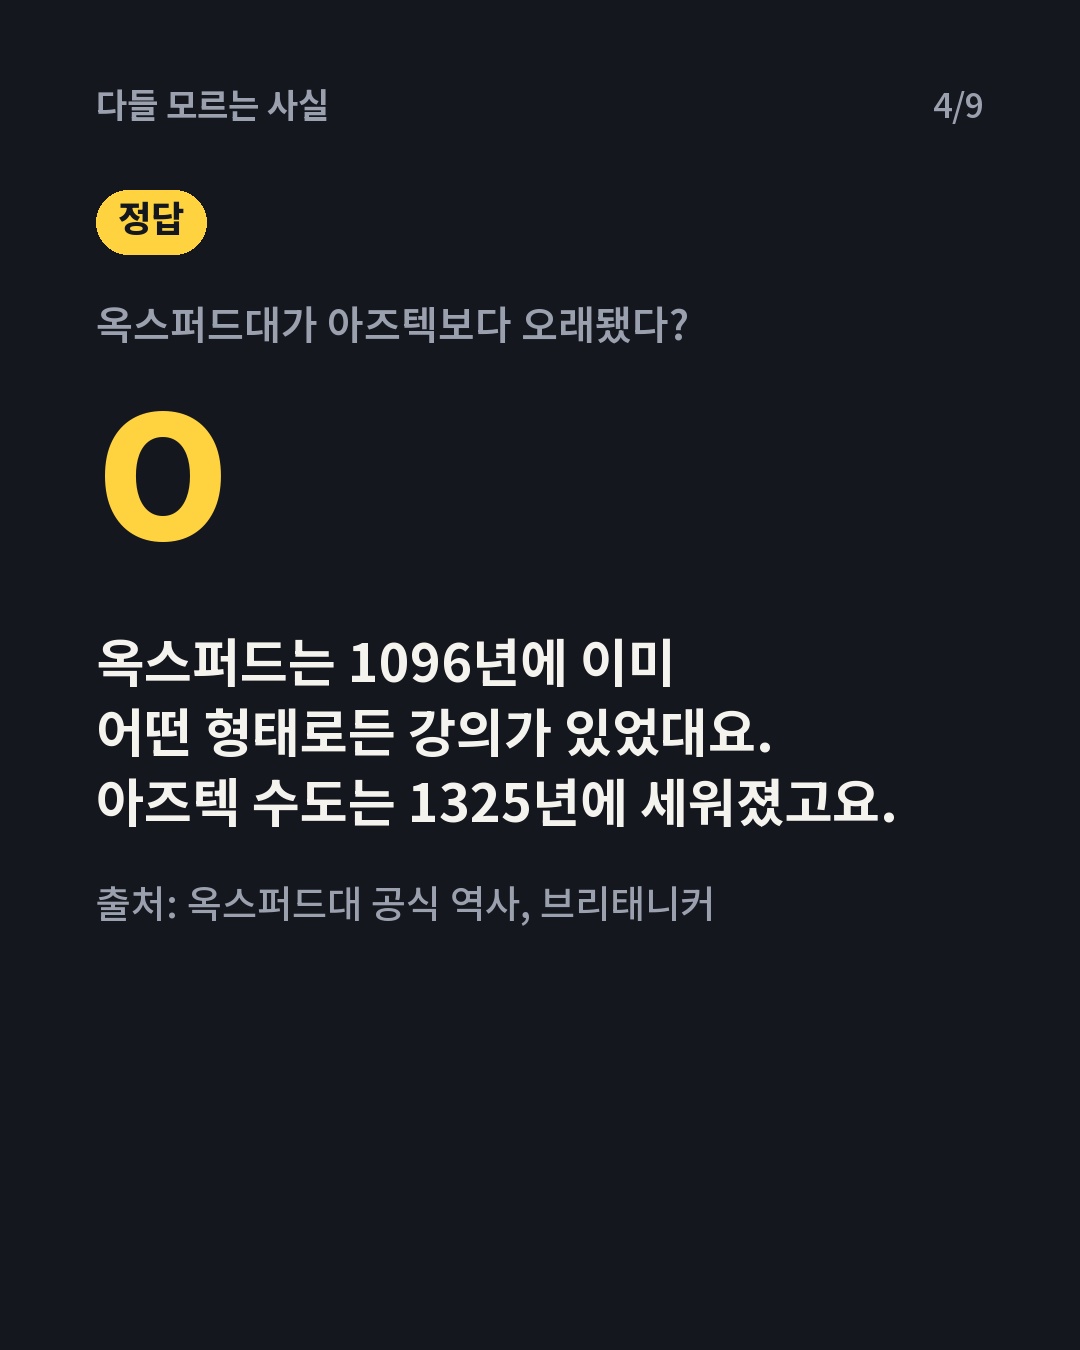 다들 모르는 사실
4/9
정답
옥스퍼드대가 아즈텍보다 오래됐다?
O
옥스퍼드는 1096년에 이미
어떤 형태로든 강의가 있었대요.
아즈텍 수도는 1325년에 세워졌고요.
출처: 옥스퍼드대 공식 역사, 브리태니커